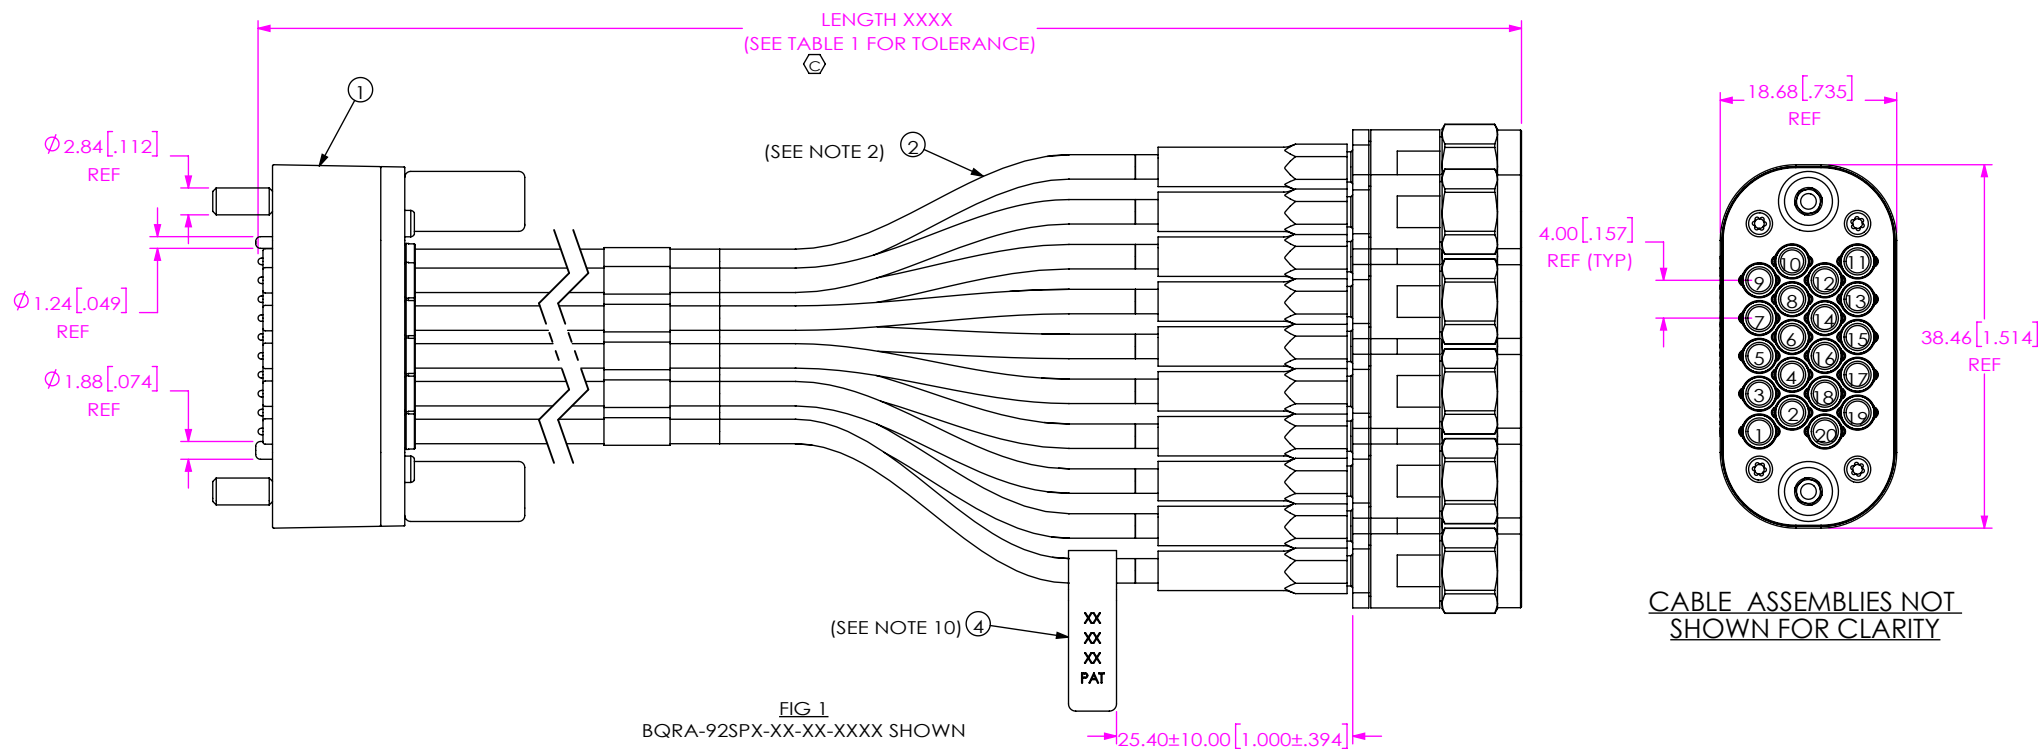 LENGTH XXXX
(SEE TABLE 1 FOR TOLERANCE)
C
1
Ø2.84[.112]
REF
(SEE NOTE 2) 2
18.68[.735]
REF
4.00[.157]
REF (TYP)
Ø1.24[.049]
REF
38.46[1.514]
REF
Ø1.88[.074]
REF
10
11
9
12
8
13
7
14
6
15
5
16
4
17
3
18
2
19
1
20
CABLE ASSEMBLIES NOT
SHOWN FOR CLARITY
(SEE NOTE 10) 4
XX
XX
XX
PAT
FIG 1
BQRA-92SPX-XX-XX-XXXX SHOWN
25.40±10.00[1.000±.394]